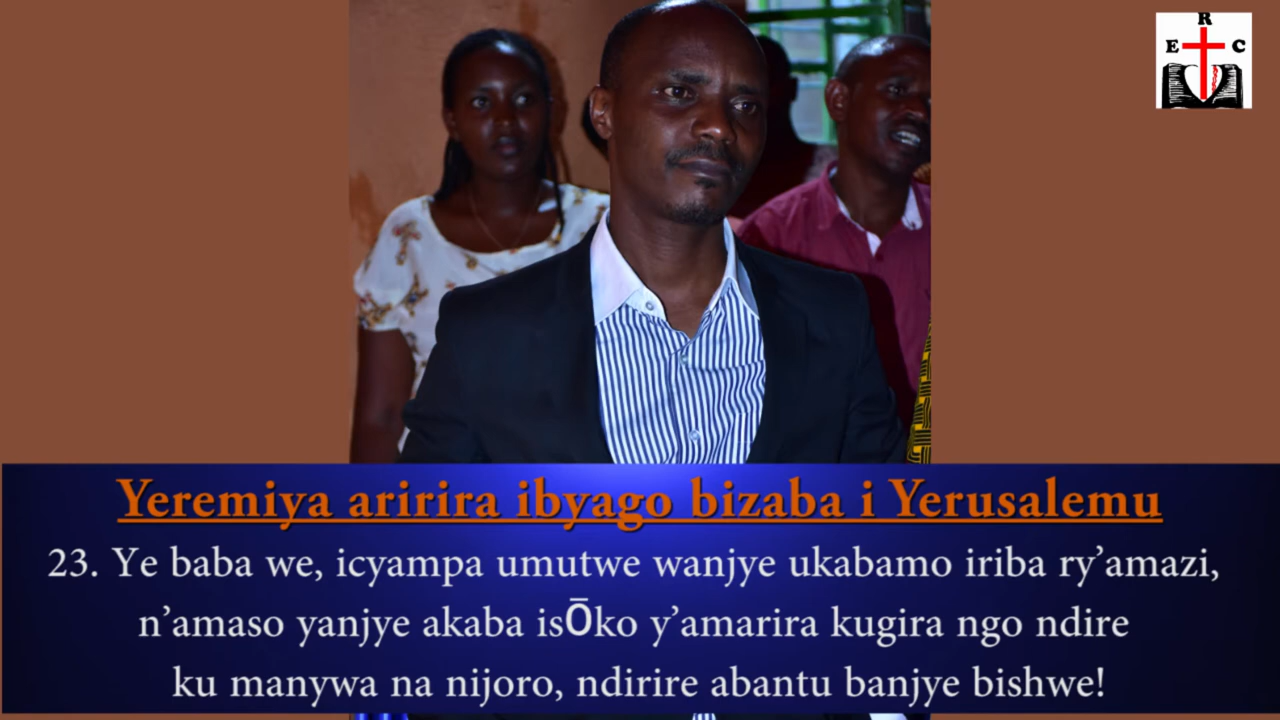 R
E C
Yeremiya aririra ibyago bizaba i Yerusalemu
23. Ye baba we, icyampa umutwe wanjye ukabamo iriba ry’amazi,
n’amaso yanjye akaba isŌko y’amarira kugira ngo ndire
ku manywa na nijoro, ndirire abantu banjye bishwe!